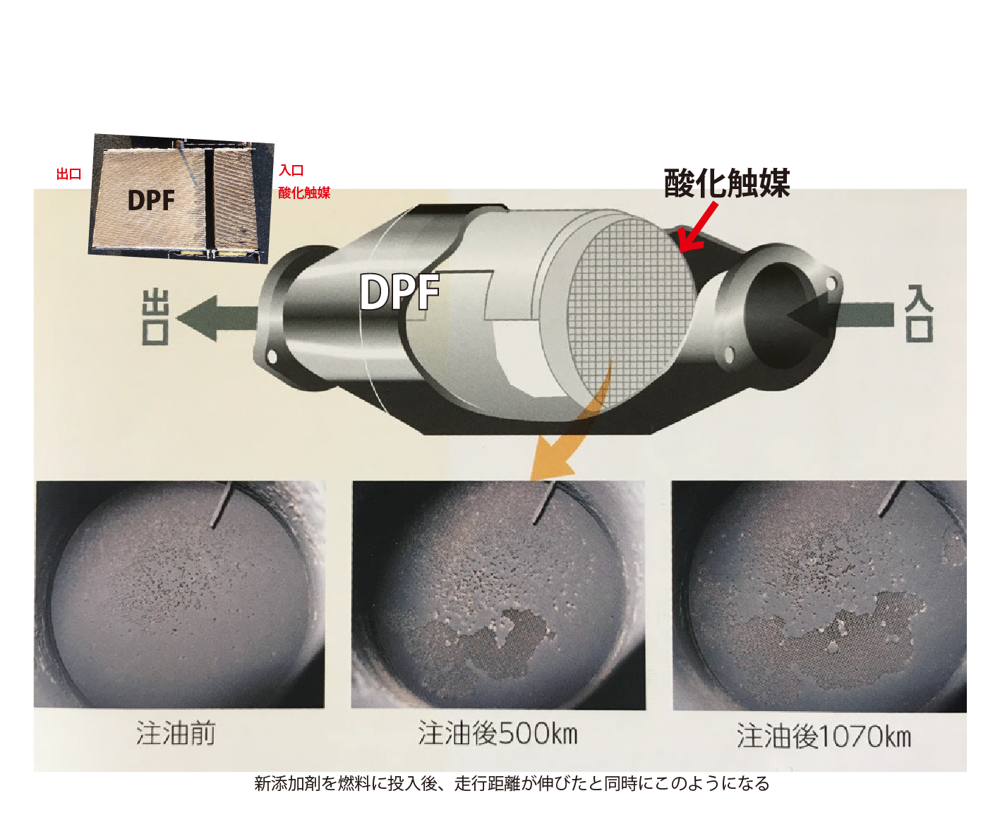 出口
DPF
入口
酸化触媒
酸化触媒
DPF
出口
入口
注油前
注油後500km
注油後1070km
新添加剤を燃料に投入後、走行距離が伸びたと同時にこのようになる